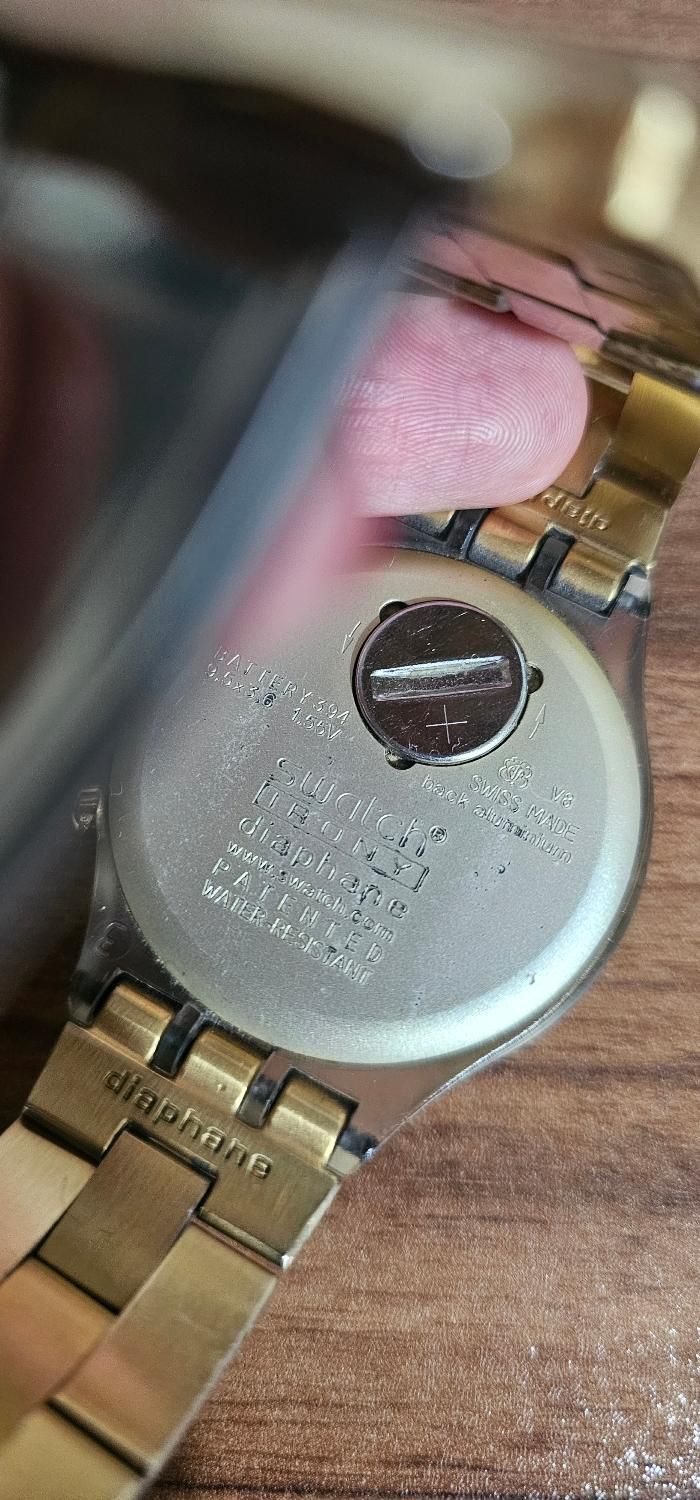 BATTERY 394
9.5x3.6 1.55V
+
swatch®
IRONY
diaphane
www.swatch.com
PATENTED
WATER-RESISTANT
V8
SWISS MADE
back aluminium
diaphane